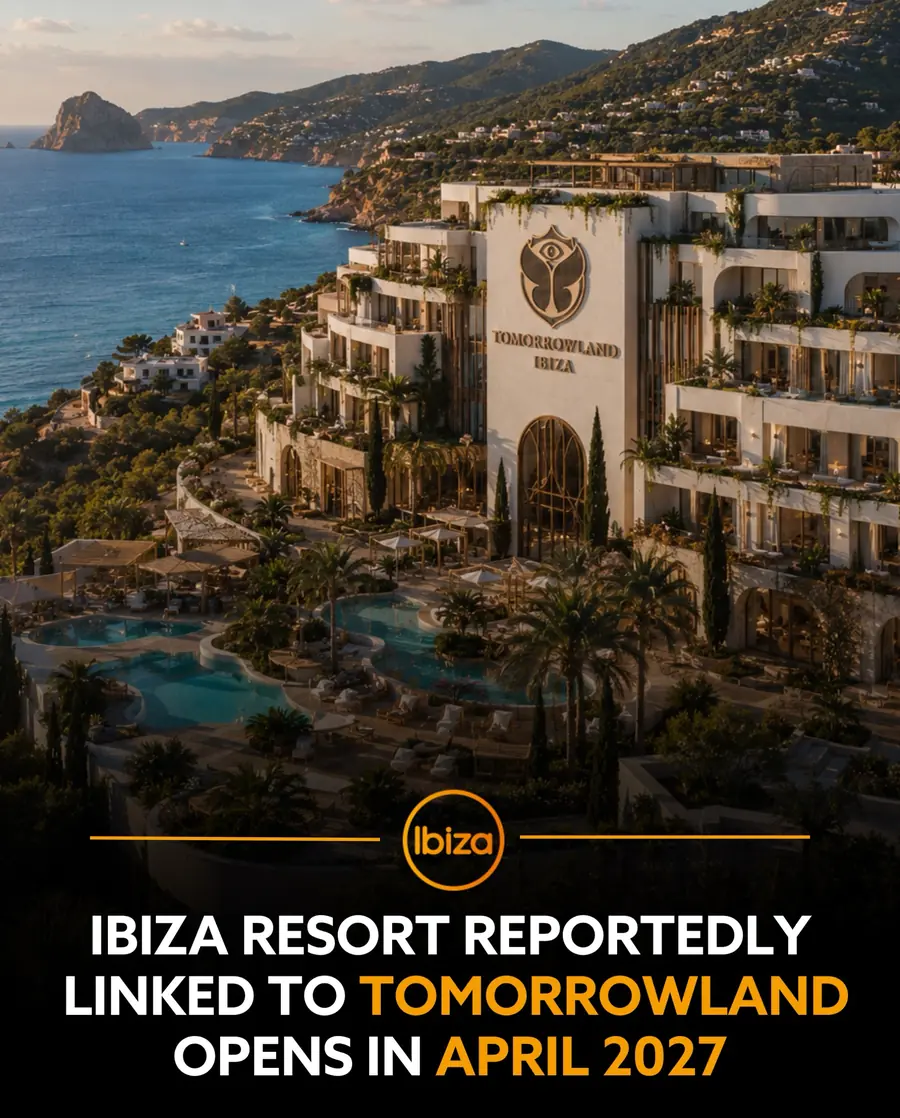 TOMORROWLAND
IBIZA
Ibiza
IBIZA RESORT REPORTEDLY
LINKED TO TOMORROWLAND
OPENS IN APRIL 2027